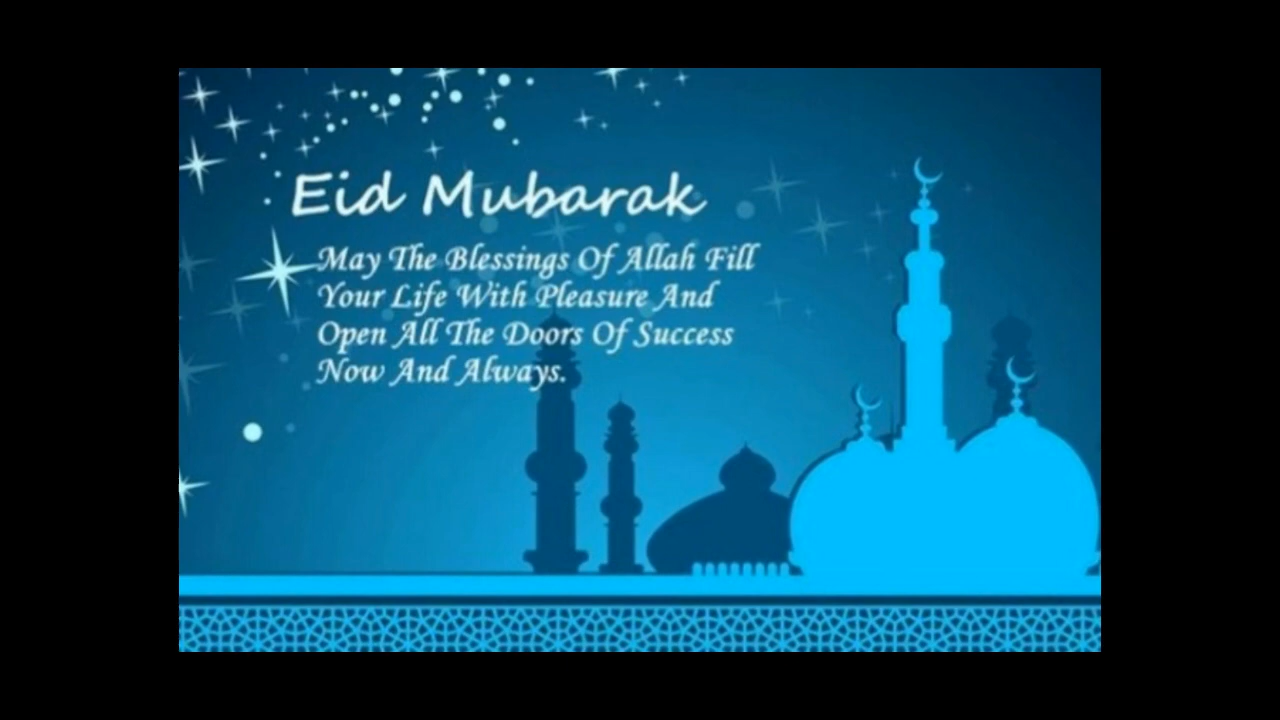 Eid Mubarak
May The Blessings Of Allah Fill
Your Life With Pleasure And
Open All The Doors Of Success
Now And Always.